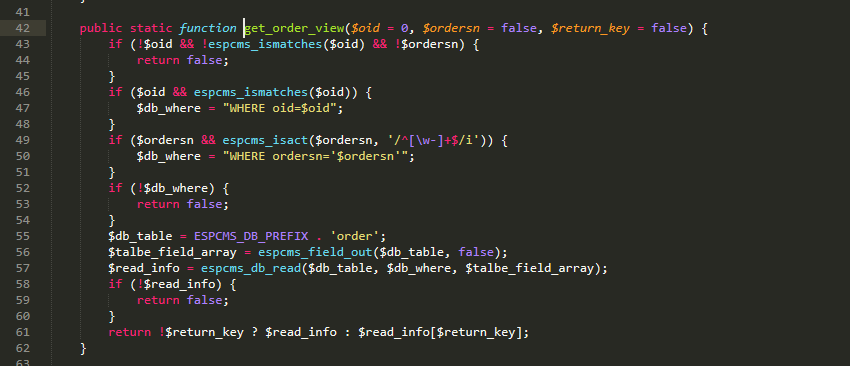 41 }
42 public static function get_order_view($oid = 0, $ordersn = false, $return_key = false) {
43 if (!$oid && !espcms_ismatches($oid) && !$ordersn) {
44 return false;
45 }
46 if ($oid && espcms_ismatches($oid)) {
47 $db_where = "WHERE oid=$oid";
48 }
49 if ($ordersn && espcms_isact($ordersn, '/^[\w-]+$/i')) {
50 $db_where = "WHERE ordersn='$ordersn'";
51 }
52 if (!$db_where) {
53 return false;
54 }
55 $db_table = ESPCMS_DB_PREFIX . 'order';
56 $talbe_field_array = espcms_field_out($db_table, false);
57 $read_info = espcms_db_read($db_table, $db_where, $talbe_field_array);
58 if (!$read_info) {
59 return false;
60 }
61 return !$return_key ? $read_info : $read_info[$return_key];
62 }
63